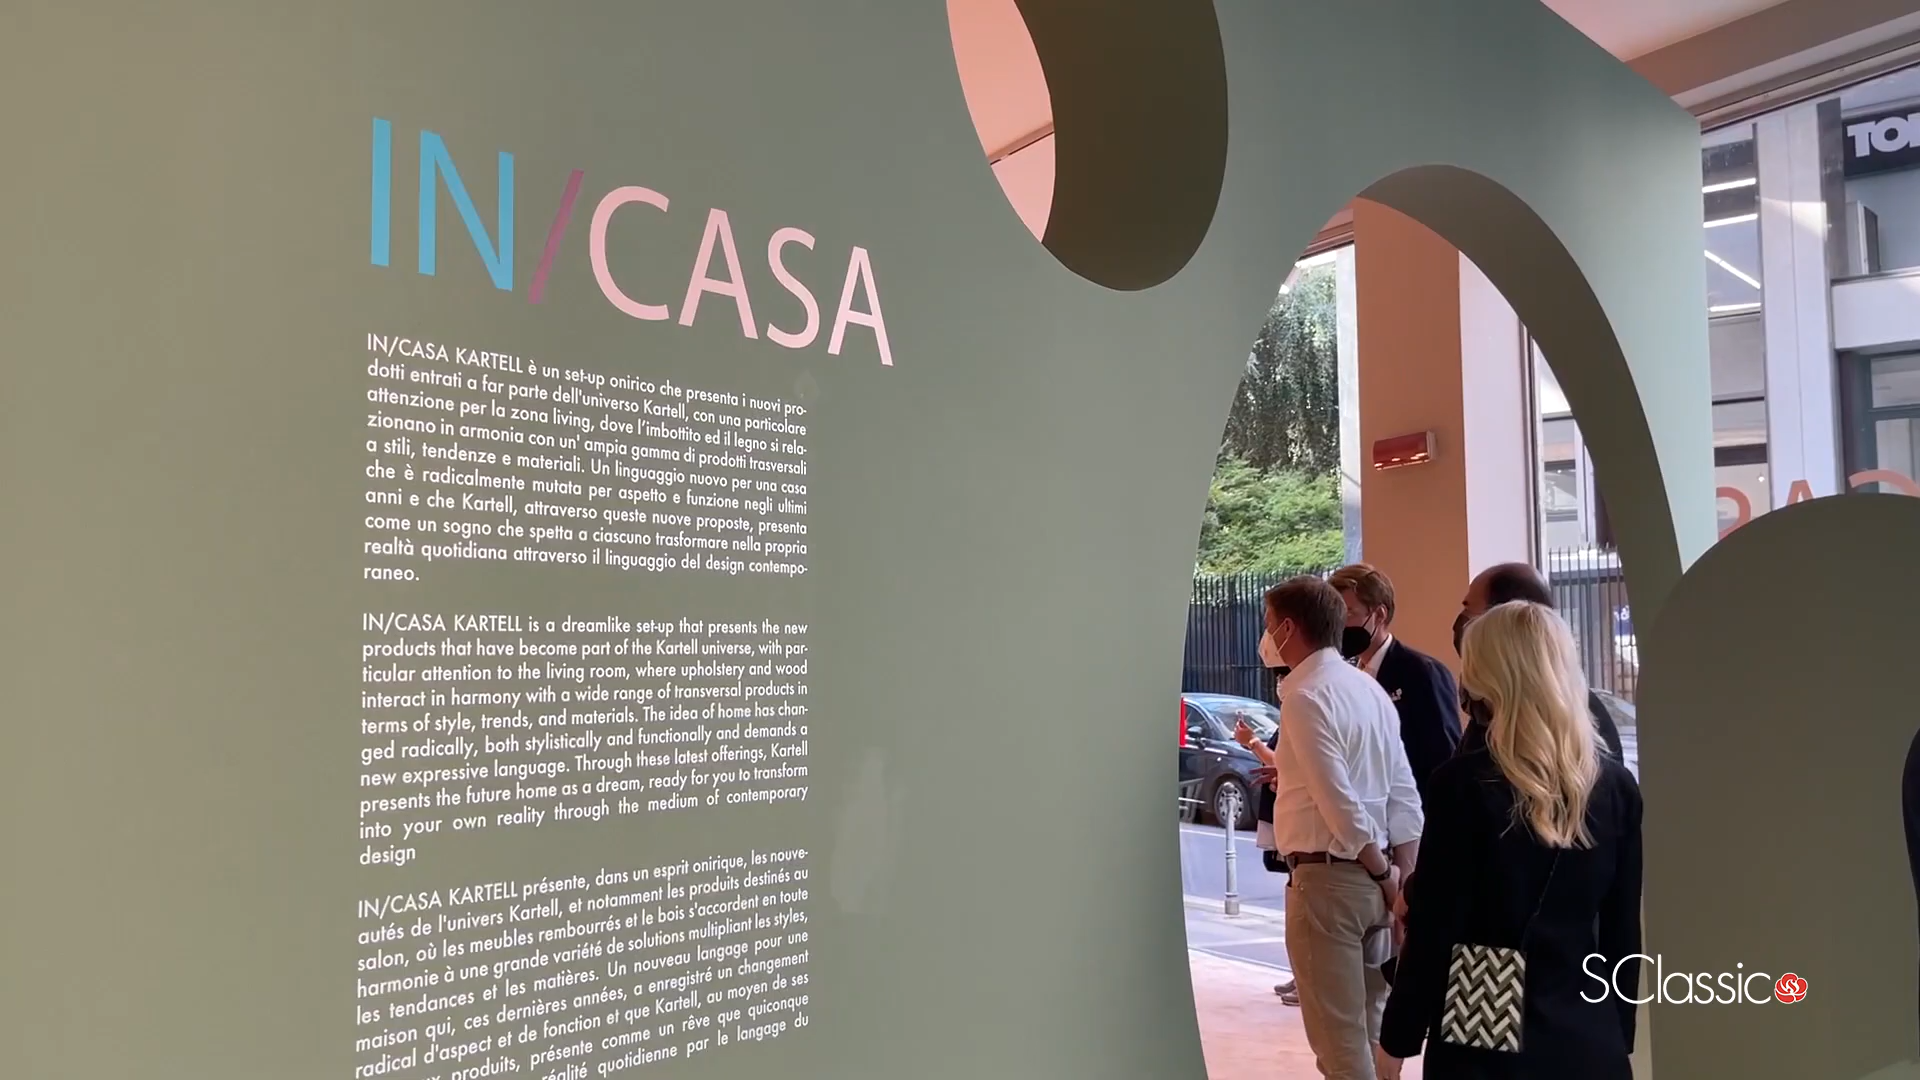 IN/CASA
IN/CASA KARTELL è un set-up onirico che presenta i nuovi pro-
dotti entrati a far parte dell'universo Kartell, con una particolare
attenzione per la zona living, dove l'imbottito ed il legno si rela-
zionano in armonia con un' ampia gamma di prodotti trasversali
a stili, tendenze e materiali. Un linguaggio nuovo per una casa
che è radicalmente mutata per aspetto e funzione negli ultimi
anni e che Kartell, attraverso queste nuove proposte, presenta
come un sogno che spetta a ciascuno trasformare nella propria
realtà quotidiana attraverso il linguaggio del design contempo-
raneo.
IN/CASA KARTELL is a dreamlike set-up that presents the new
products that have become part of the Kartell universe, with par-
ticular attention to the living room, where upholstery and wood
interact in harmony with a wide range of transversal products in
terms of style, trends, and materials. The idea of home has chan-
ged radically, both stylistically and functionally and demands a
new expressive language. Through these latest offerings, Kartell
presents the future home as a dream, ready for you to transform
into your own reality through the medium of contemporary
design
IN/CASA KARTELL présente, dans un esprit onirique, les nouve-
autés de l'univers Kartell, et notamment les produits destinés au
salon, où les meubles rembourrés et le bois s'accordent en toute
harmonie à une grande variété de solutions multipliant les styles,
les tendances et les matières. Un nouveau langage pour une
maison qui, ces dernières années, a enregistré un changement
radical d'aspect et de fonction et que Kartell, au moyen de ses
produits, présente comme un rêve que quiconque
réalité quotidienne par le langage du
SClassic